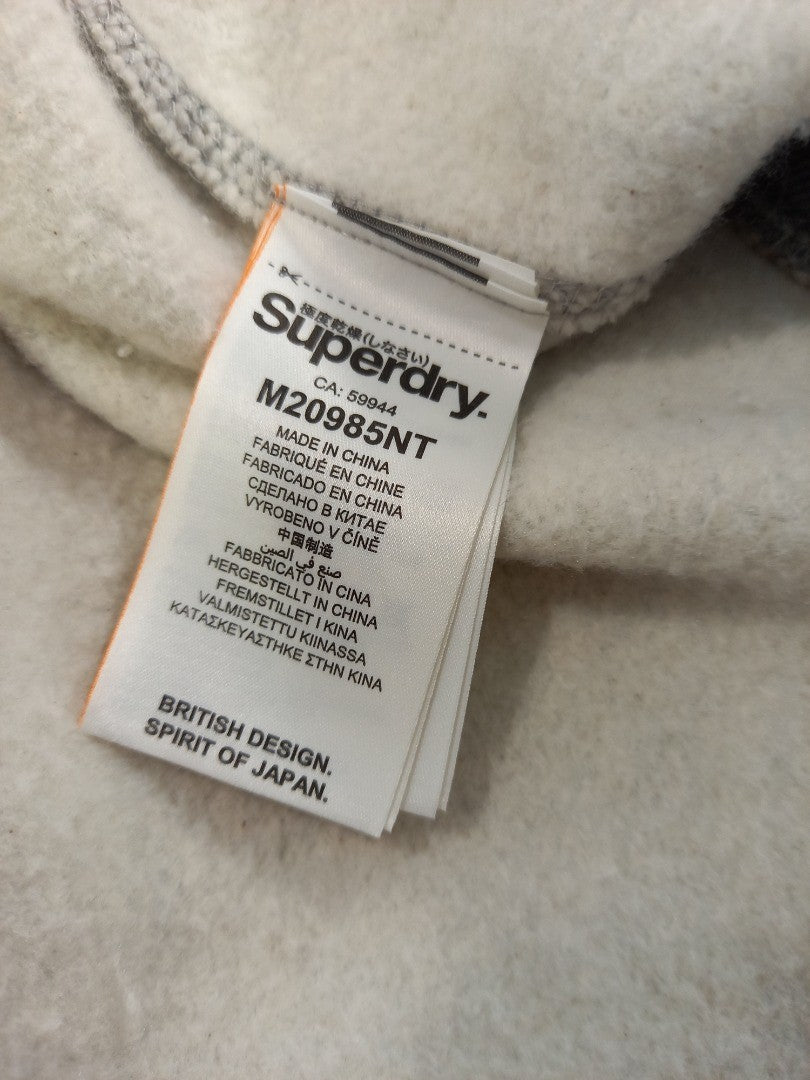 極度乾燥(しなさい)
Superdry.
CA: 59944
M20985NT
MADE IN CHINA
FABRIQUÉ EN CHINE
FABRICADO EN CHINA
СДЕЛАНО В КИТАЕ
VYROBENO V ČÍNĚ
中国制造
صنع في الصين
FABBRICATO IN CINA
HERGESTELLT IN CHINA
FREMSTILLET I KINA
VALMISTETTU KIINASSA
ΚΑΤΑΣΚΕΥΑΣΤΗΚΕ ΣΤΗΝ ΚΙΝΑ
BRITISH DESIGN.
SPIRIT OF JAPAN.